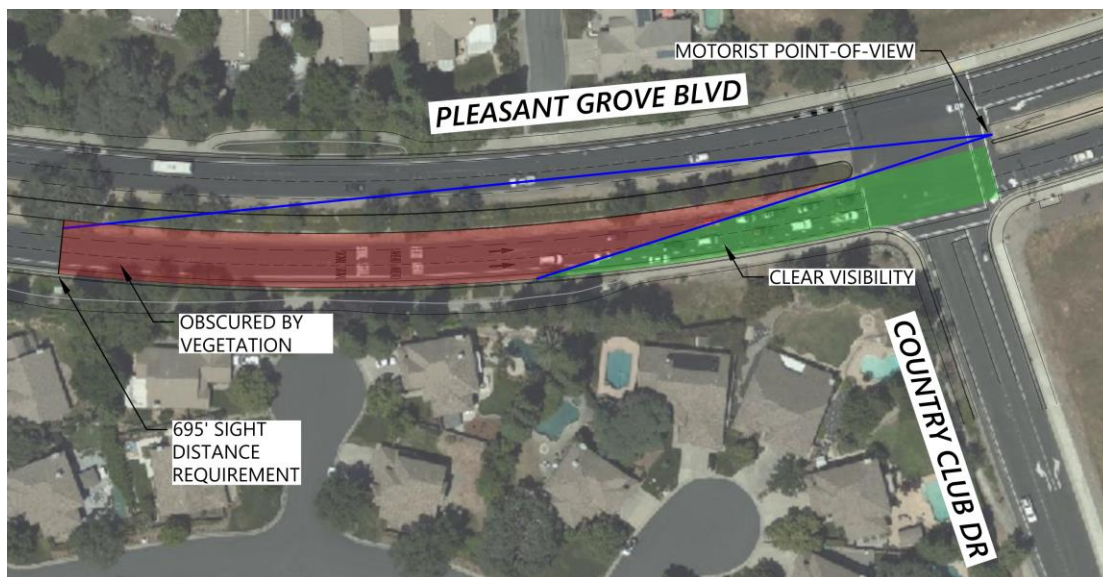 MOTORIST POINT-OF-VIEW
PLEASANT GROVE BLVD
CLEAR VISIBILITY
OBSCURED BY
VEGETATION
695' SIGHT
DISTANCE
REQUIREMENT
COUNTRY CLUB DR